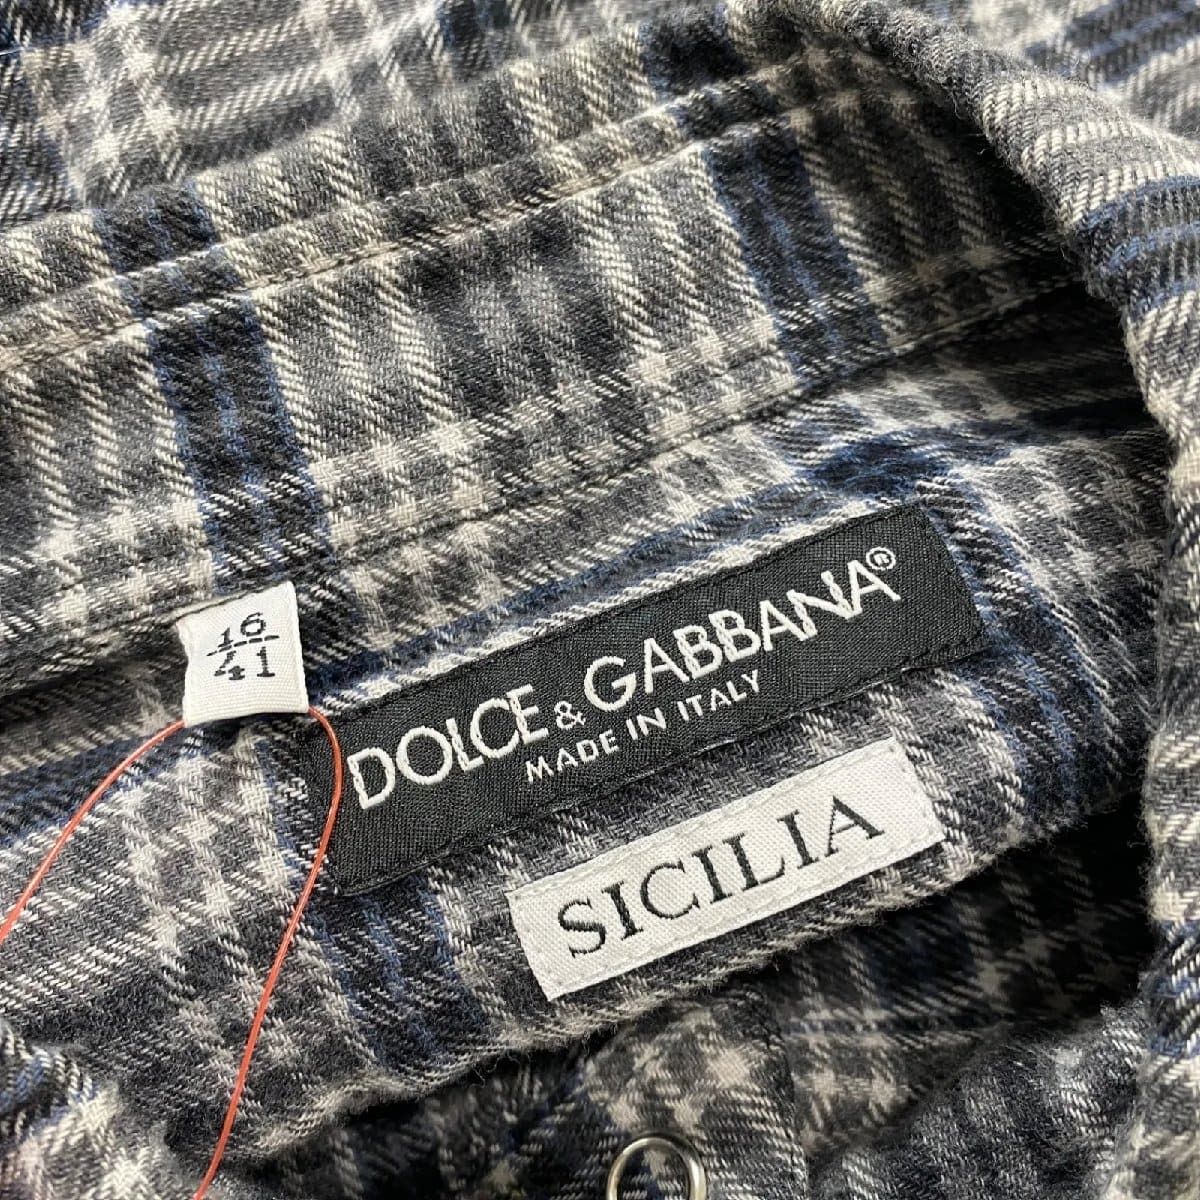 16
41
DOLCE & GABBANA®
MADE IN ITALY
SICILIA